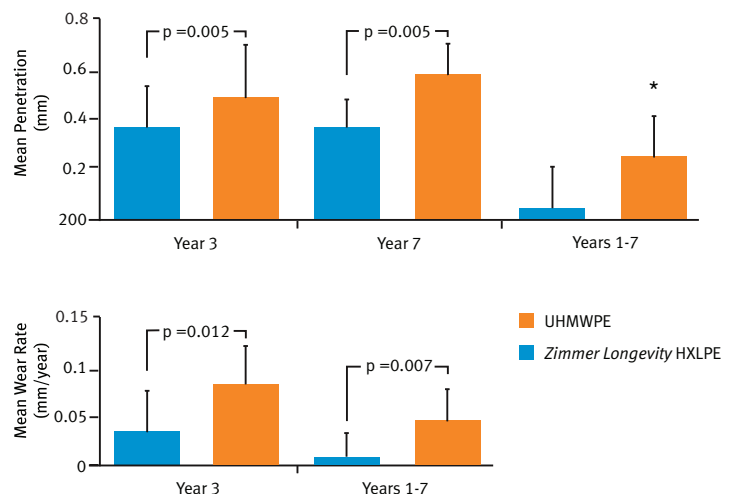 0.8
0.6
0.4
0.2
200
Mean Penetration
(mm)
p =0.005
p =0.005
*
Year 3
Year 7
Years 1-7
0.15
0.1
0.05
0
Mean Wear Rate
(mm/year)
p =0.012
p =0.007
Year 3
Years 1-7
UHMWPE
Zimmer Longevity HXLPE